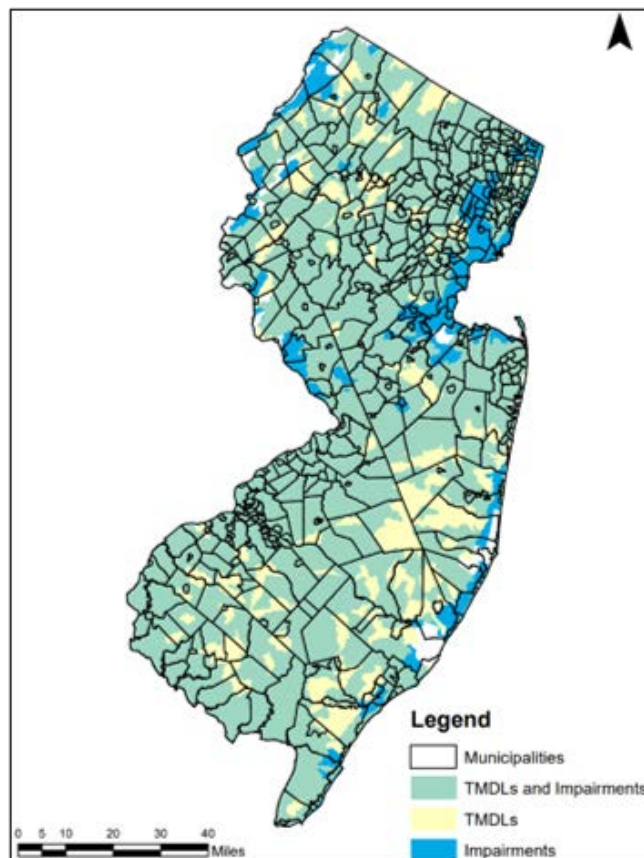 Legend
Municipalities
TMDLs and Impairments
TMDLs
Impairments
0 5 10 20 30 40
Miles